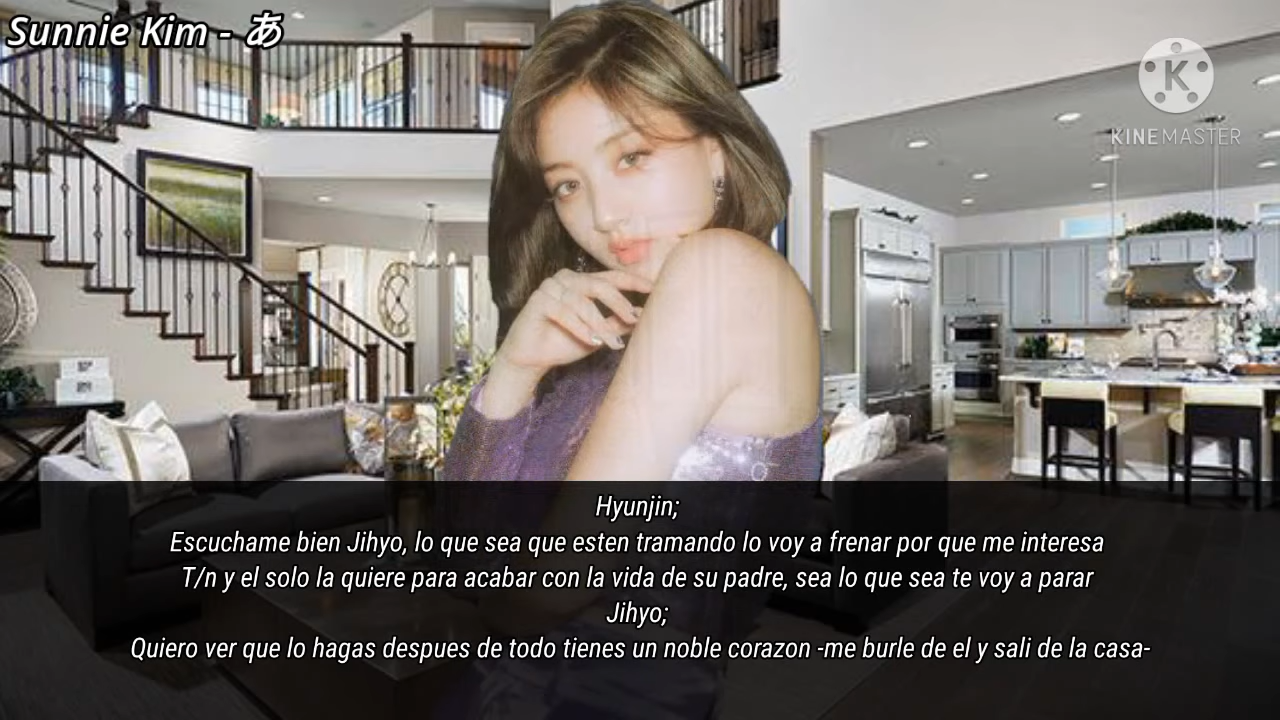 Sunnie Kim - あ
K
KINEMASTER
Hyunjin;
Escuchame bien Jihyo, lo que sea que esten tramando lo voy a frenar por que me interesa
T/n y el solo la quiere para acabar con la vida de su padre, sea lo que sea te voy a parar
Jihyo;
Quiero ver que lo hagas despues de todo tienes un noble corazon -me burle de el y sali de la casa-